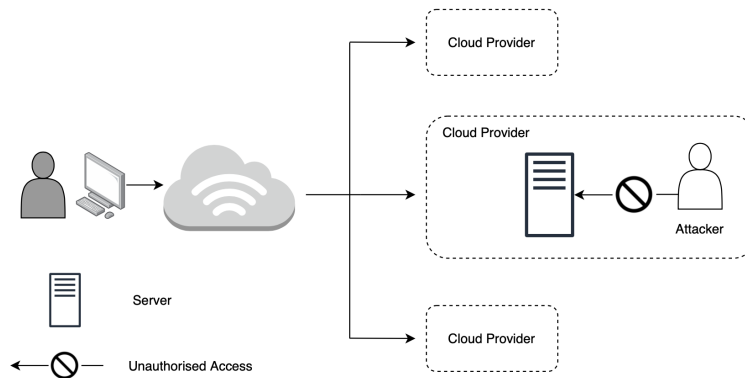 Cloud Provider
Cloud Provider
Attacker
Server
Cloud Provider
Unauthorised Access